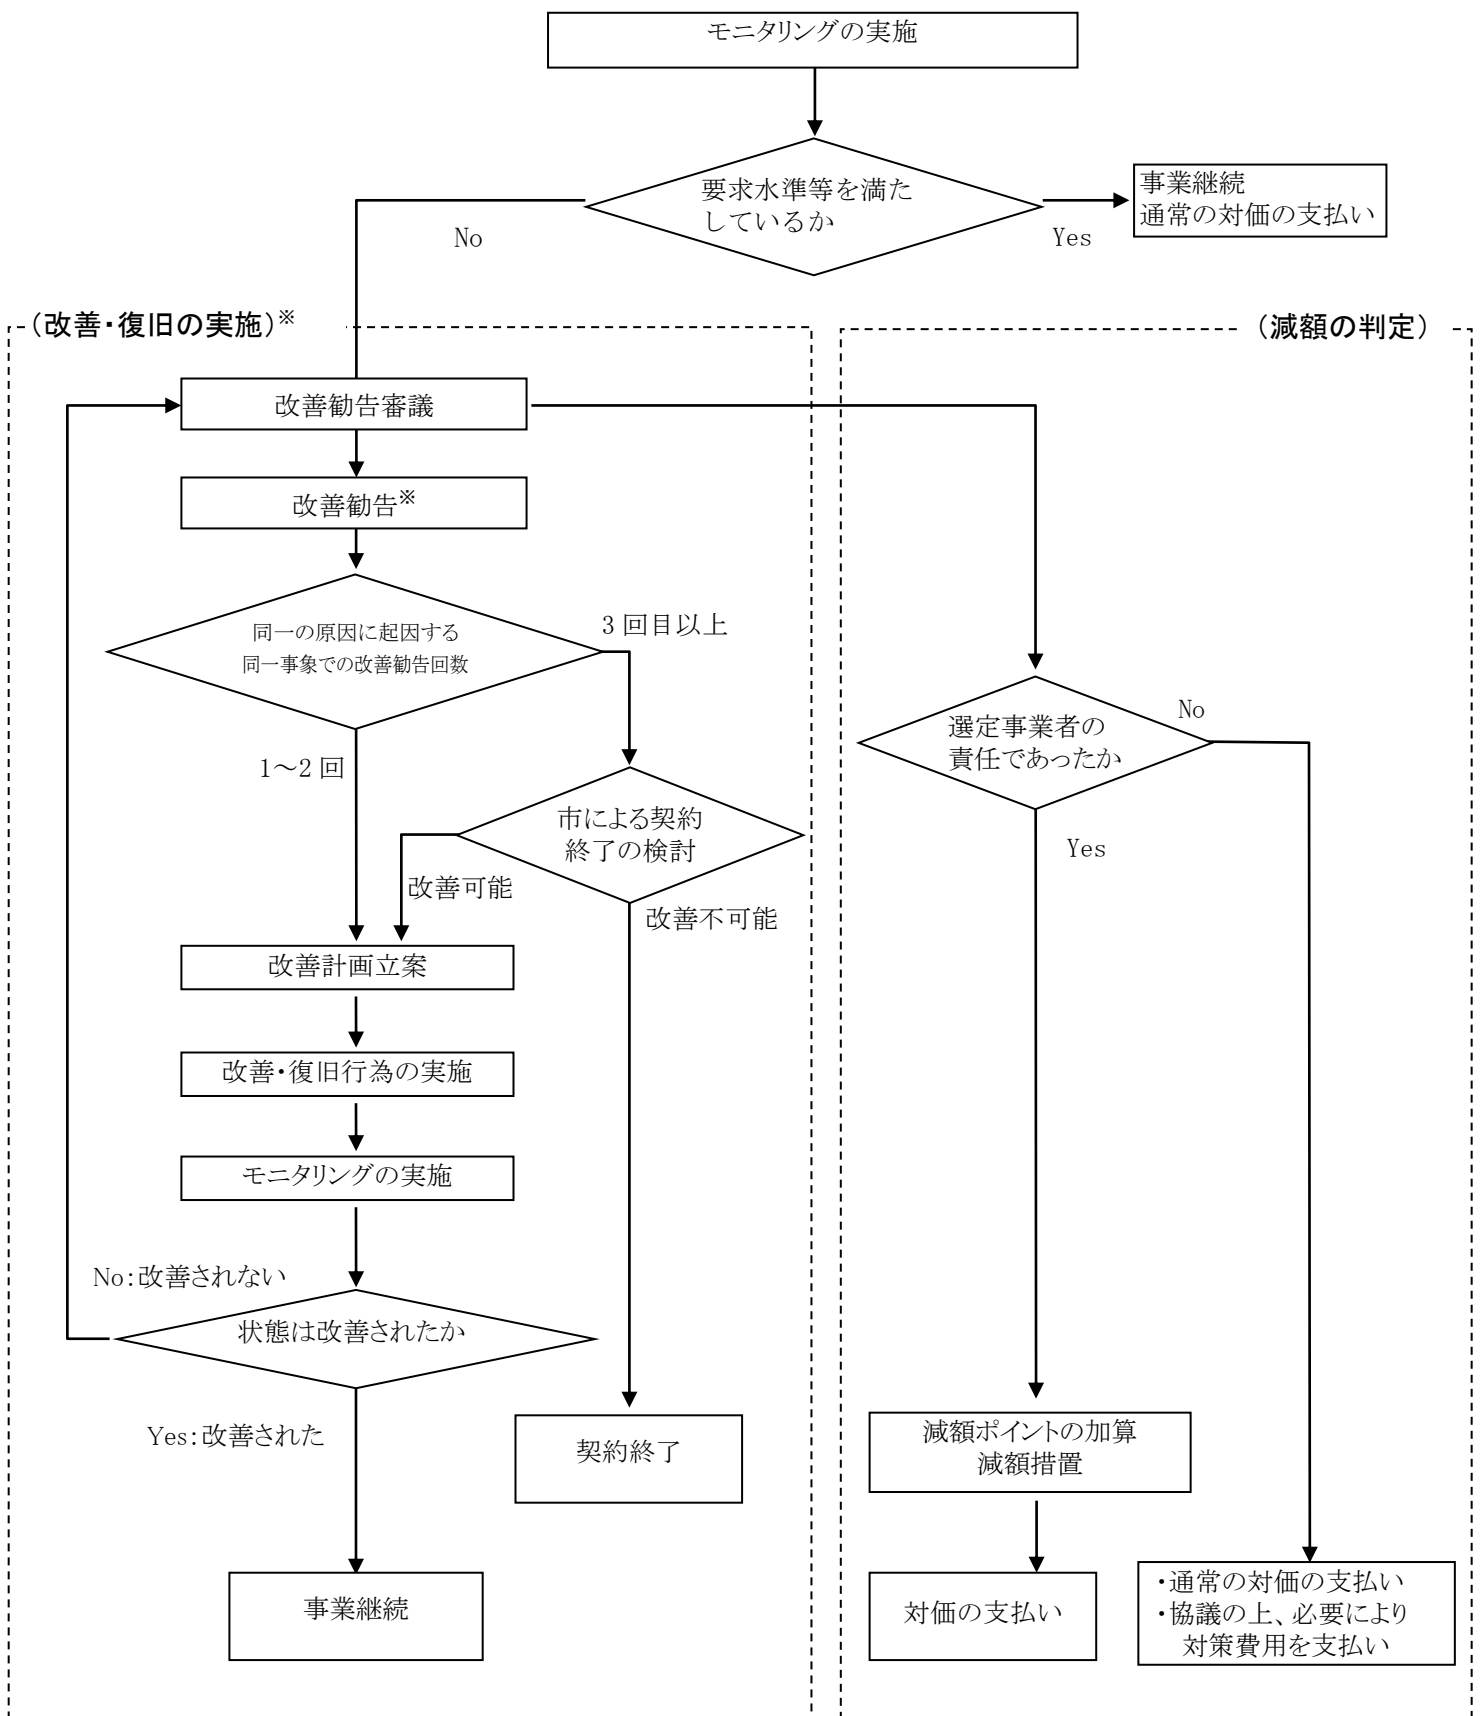 モニタリングの実施
要求水準等を満た
しているか
事業継続
通常の対価の支払い
No
Yes
（改善・復旧の実施）※
（減額の判定）
改善勧告審議
改善勧告※
同一の原因に起因する
同一事象での改善勧告回数
3 回目以上
1～2 回
市による契約
終了の検討
改善可能
改善不可能
選定事業者の
責任であったか
No
Yes
改善計画立案
改善・復旧行為の実施
モニタリングの実施
No：改善されない
状態は改善されたか
Yes：改善された
契約終了
事業継続
減額ポイントの加算
減額措置
対価の支払い
・通常の対価の支払い
・協議の上、必要により
対策費用を支払い